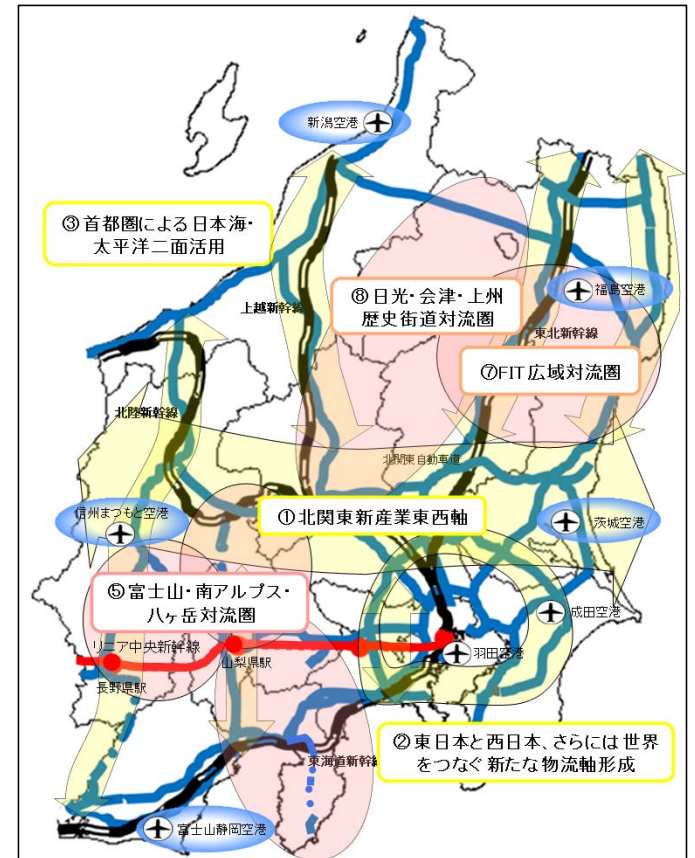 新潟空港
③首都圏による日本海・
太平洋二面活用
⑧日光・会津・上州
歴史街道対流圏
福島空港
上越新幹線
東北新幹線
⑦FIT広域対流圏
北陸新幹線
北関東自動車道
信州まつもと空港
①北関東新産業東西軸
茨城空港
⑤富士山・南アルプス・
八ヶ岳対流圏
成田空港
リニア中央新幹線
山梨県駅
羽田空港
長野県駅
②東日本と西日本、さらには世界
をつなぐ新たな物流軸形成
東海道新幹線
富士山静岡空港